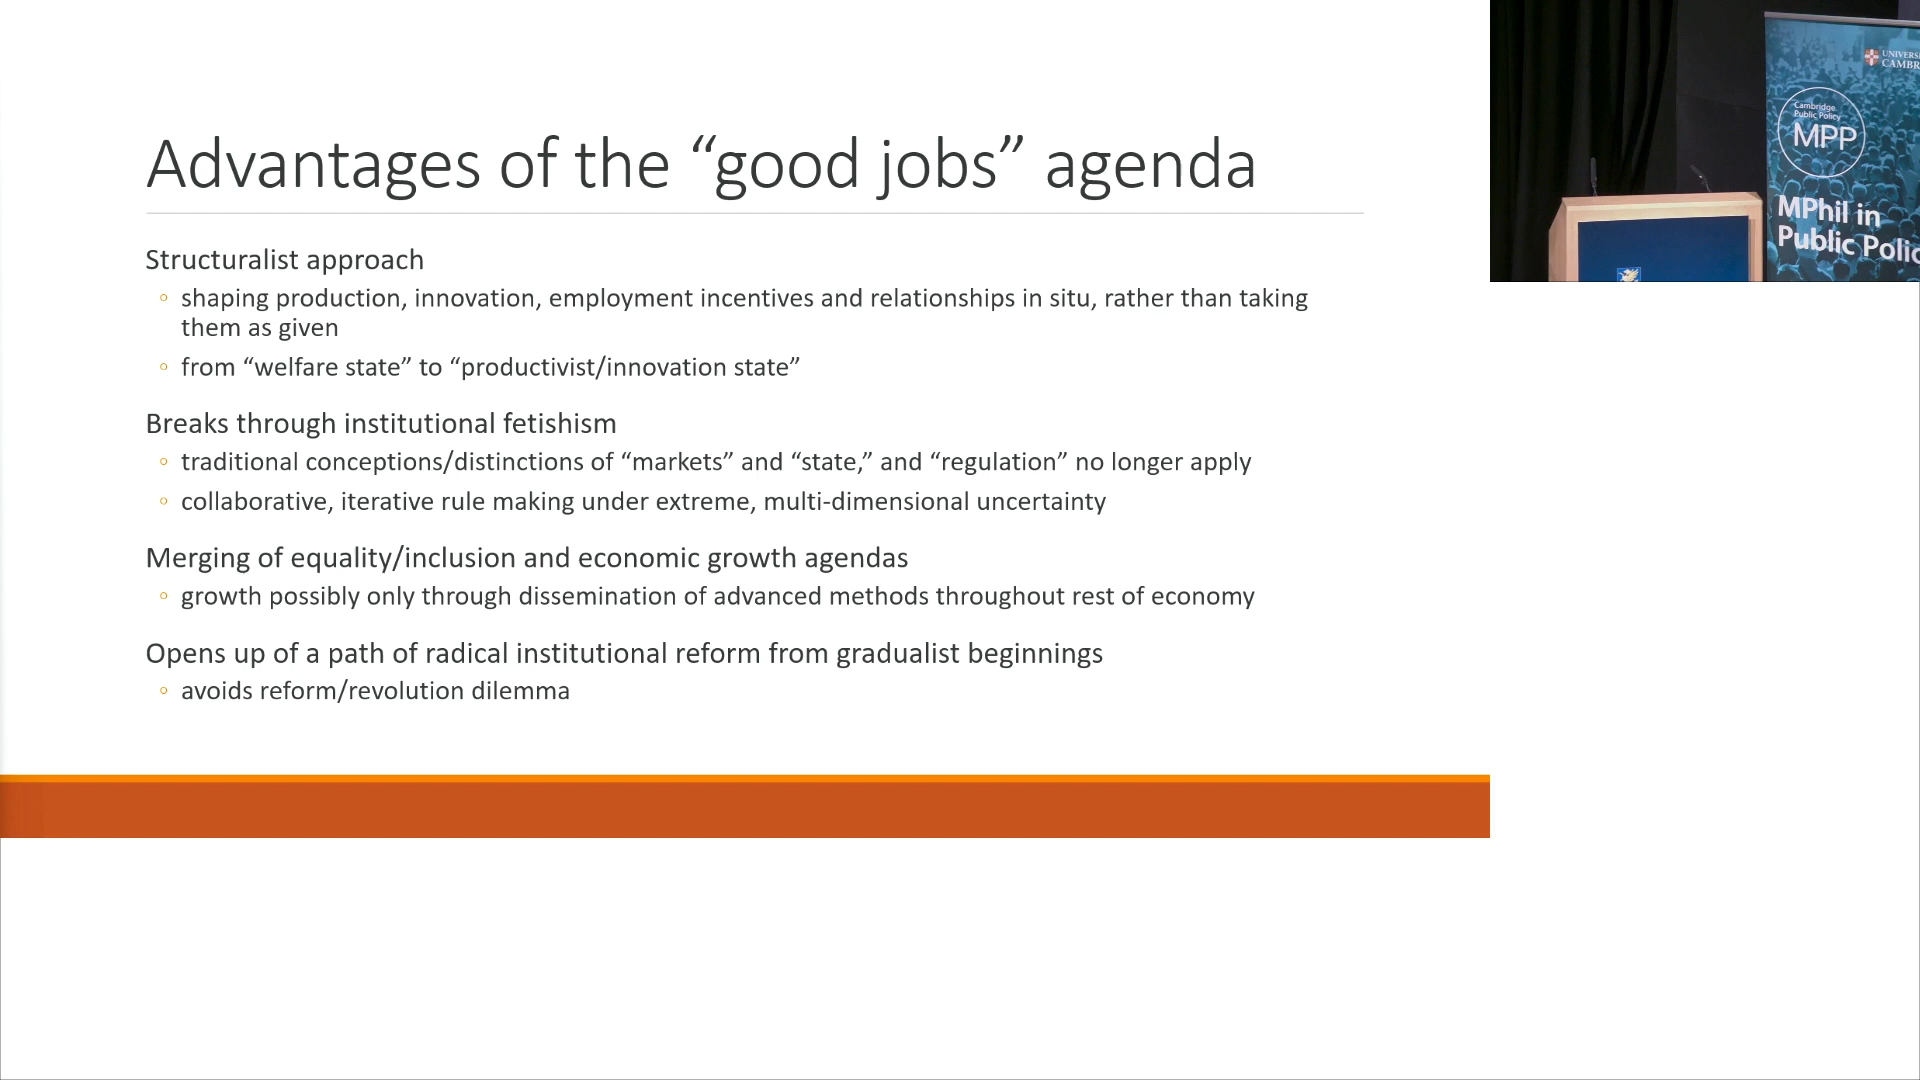 Advantages of the “good jobs” agenda
Structuralist approach
◦ shaping production, innovation, employment incentives and relationships in situ, rather than taking
them as given
◦ from “welfare state” to “productivist/innovation state”
Breaks through institutional fetishism
◦ traditional conceptions/distinctions of “markets” and “state,” and “regulation” no longer apply
◦ collaborative, iterative rule making under extreme, multi-dimensional uncertainty
Merging of equality/inclusion and economic growth agendas
◦ growth possibly only through dissemination of advanced methods throughout rest of economy
Opens up of a path of radical institutional reform from gradualist beginnings
◦ avoids reform/revolution dilemma
Cambridge
Public Policy
MPP
MPhil in
Public